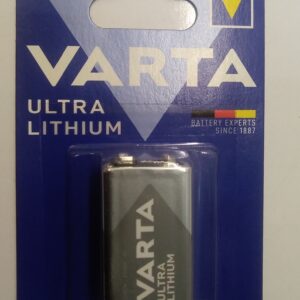 VARTA
ULTRA
LITHIUM
BATTERY EXPERTS
SINCE 1887
VARTA
ULTRA
LITHIUM